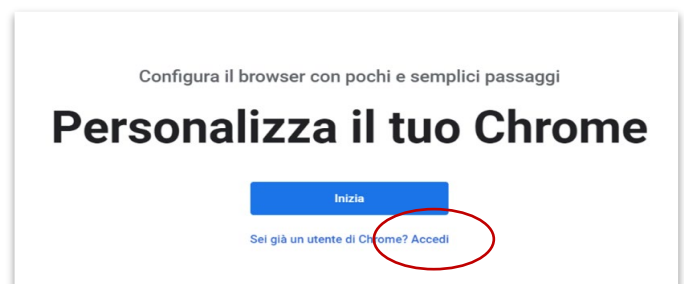 Configura il browser con pochi e semplici passaggi
Personalizza il tuo Chrome
Inizia
Sei già un utente di Chrome? Accedi